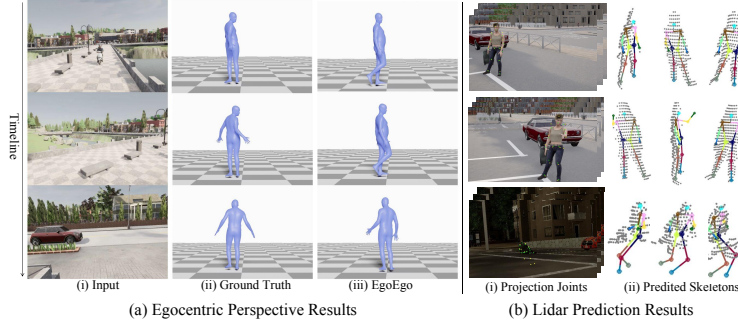 Timeline
(i) Input
(ii) Ground Truth
(iii) EgoEgo
(i) Projection Joints
(ii) Predited Skeletons
(a) Egocentric Perspective Results
(b) Lidar Prediction Results